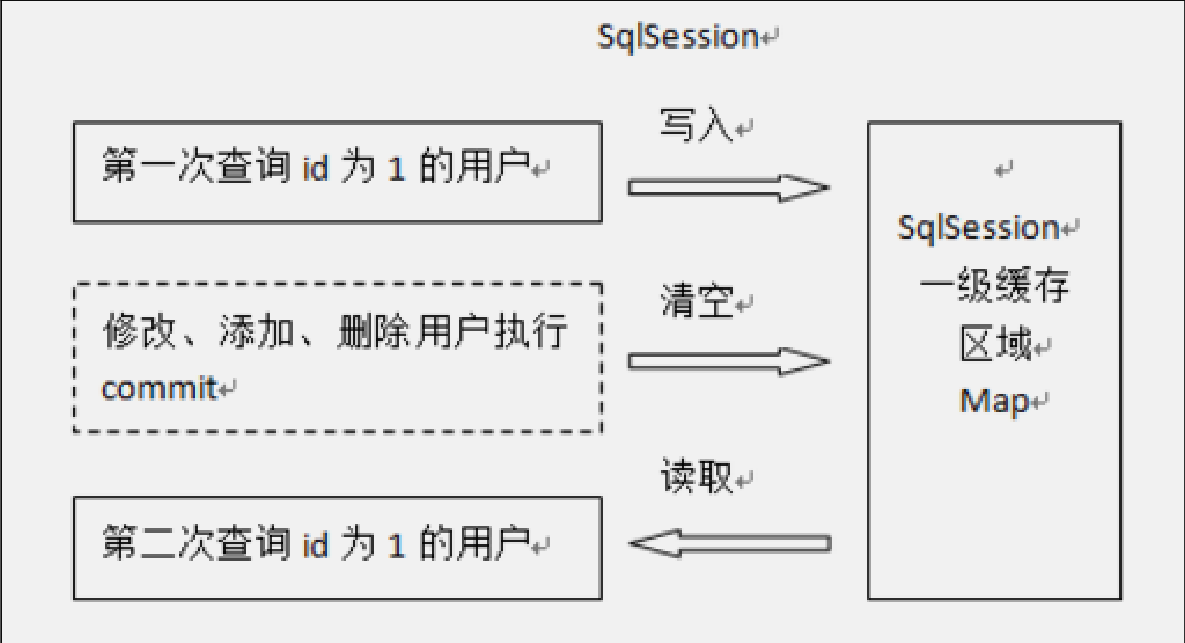 SqlSession
写入
第一次查询 id 为 1 的用户
清空
修改、添加、删除用户执行
commit
读取
第二次查询 id 为 1 的用户
SqlSession
一级缓存
区域
Map